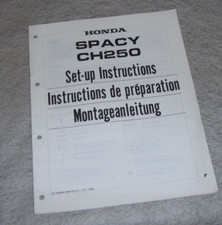 HONDA
SPACY
CH250
Set-up Instructions
Instructions de préparation
Montageanleitung